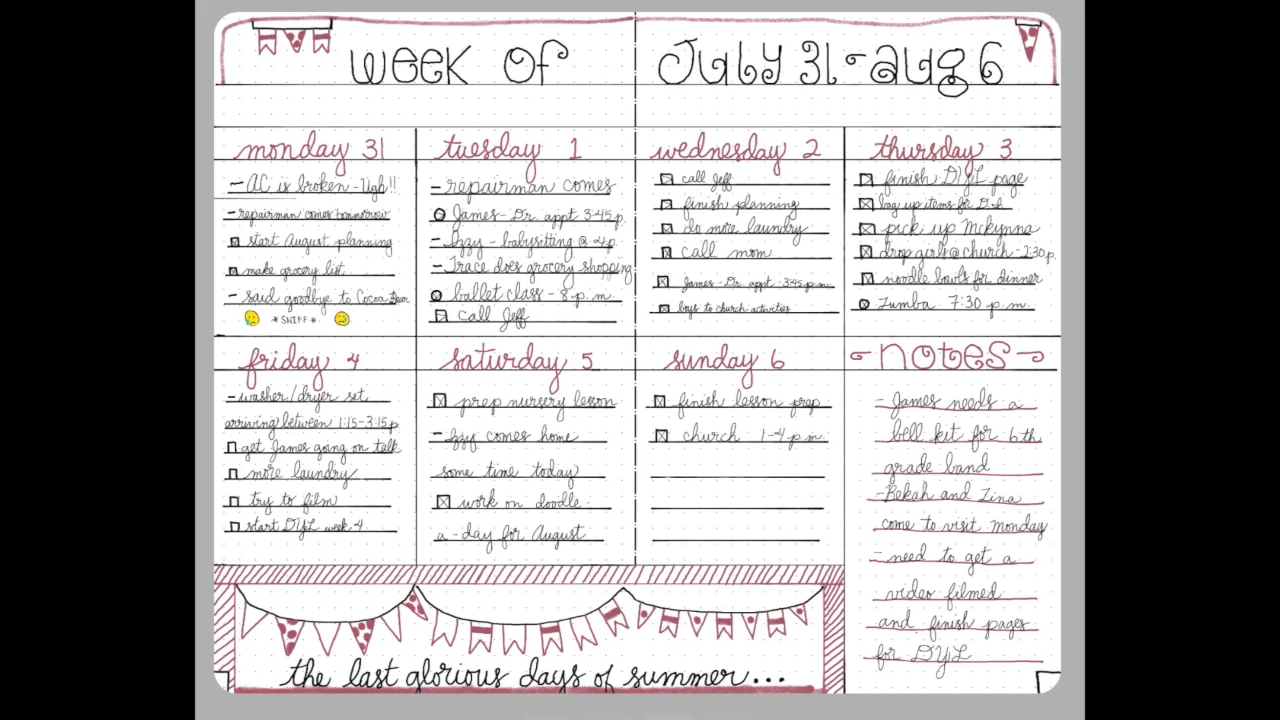 week of July 31-aug 6
monday 31
- AC is broken - Ugh!!
- repairman comes tomorrow
start August planning
make grocery list
- said goodbye to Cocoa Bear
*SNIFF*
tuesday 1
- repairman comes
James - Dr. appt 3:45p.
- Izzy - babysitting @ 4p.
- Trace does grocery shopping
ballet class - 8 p.m.
call Jeff
wednesday 2
call Jeff
finish planning
do more laundry
call mom
James - Dr. appt - 3:45p.m.
boys to church activities
thursday 3
finish DYL page
bag up items for D.I.
pick up Mckynna
drop girls @ church - 2:30p.
noodle bowls for dinner
zumba 7:30 p.m.
friday 4
- washer/dryer set
arriving between 1:15-3:15p.
get James going on talk
more laundry
try to film
start DYL week 4
saturday 5
prep nursery lesson
- Izzy comes home
some time today
work on doodle-
a-day for August
sunday 6
finish lesson prep
church 1-4 p.m.
-notes-
- James needs a
bell kit for 6th
grade band
- Bekah and Zina
come to visit monday
- need to get a
video filmed
and finish pages
for DYL
the last glorious days of summer...